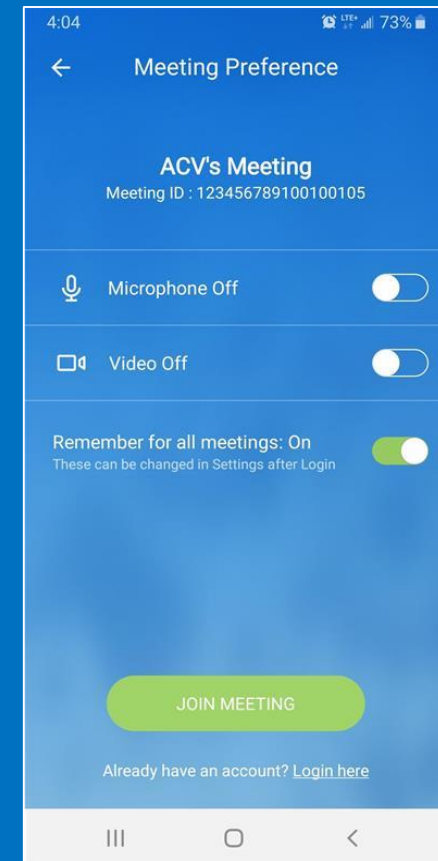 4:04
LTE+ 73%
Meeting Preference
ACV's Meeting
Meeting ID : 123456789100100105
Microphone Off
Video Off
Remember for all meetings: On
These can be changed in Settings after Login
JOIN MEETING
Already have an account? Login here